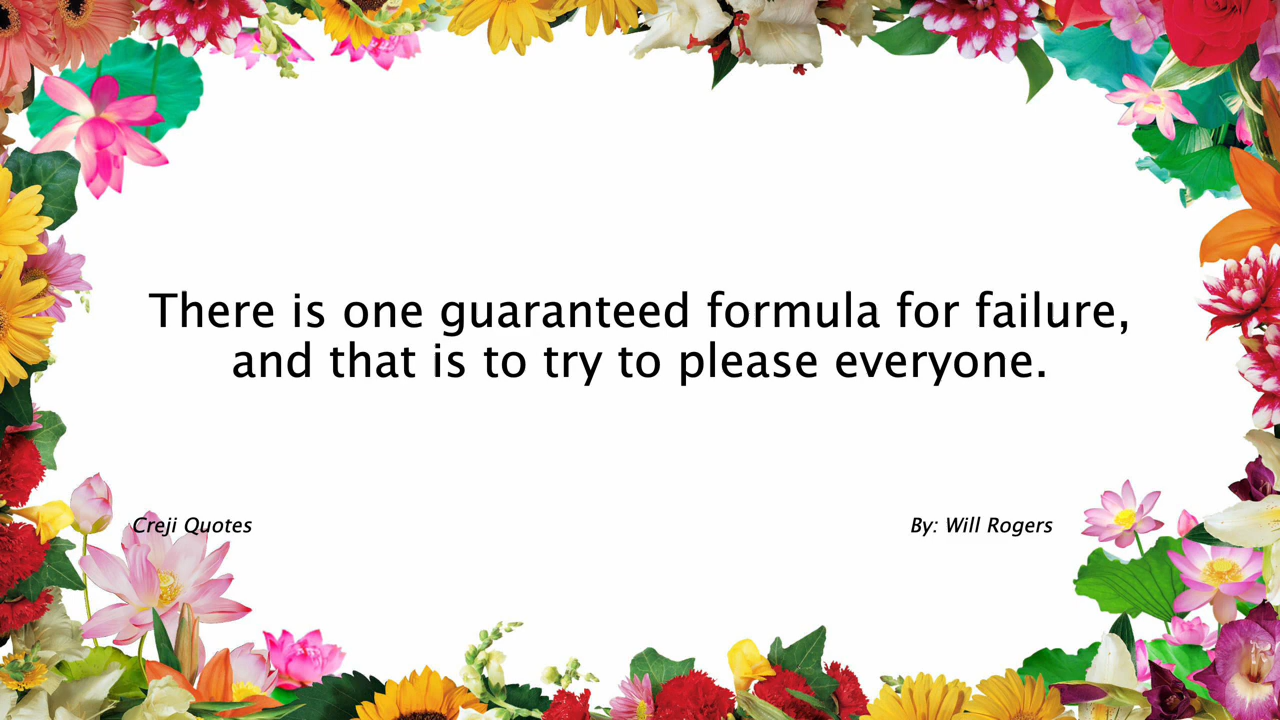 There is one guaranteed formula for failure,
and that is to try to please everyone.
Creji Quotes
By: Will Rogers